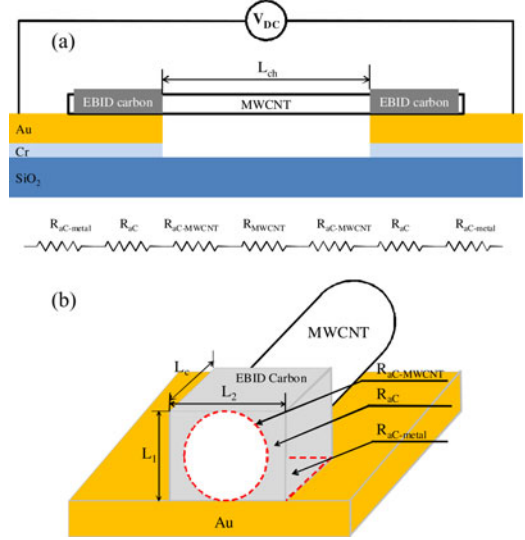 (a)
V_DC
L_ch
EBID carbon MWCNT EBID carbon
Au
Cr
SiO₂
R_aC-metal R_aC R_aC-MWCNT R_MWCNT R_aC-MWCNT R_aC R_aC-metal
(b)
MWCNT
L_c
EBID Carbon
R_aC-MWCNT
L_2
R_aC
R_aC-metal
L_1
Au